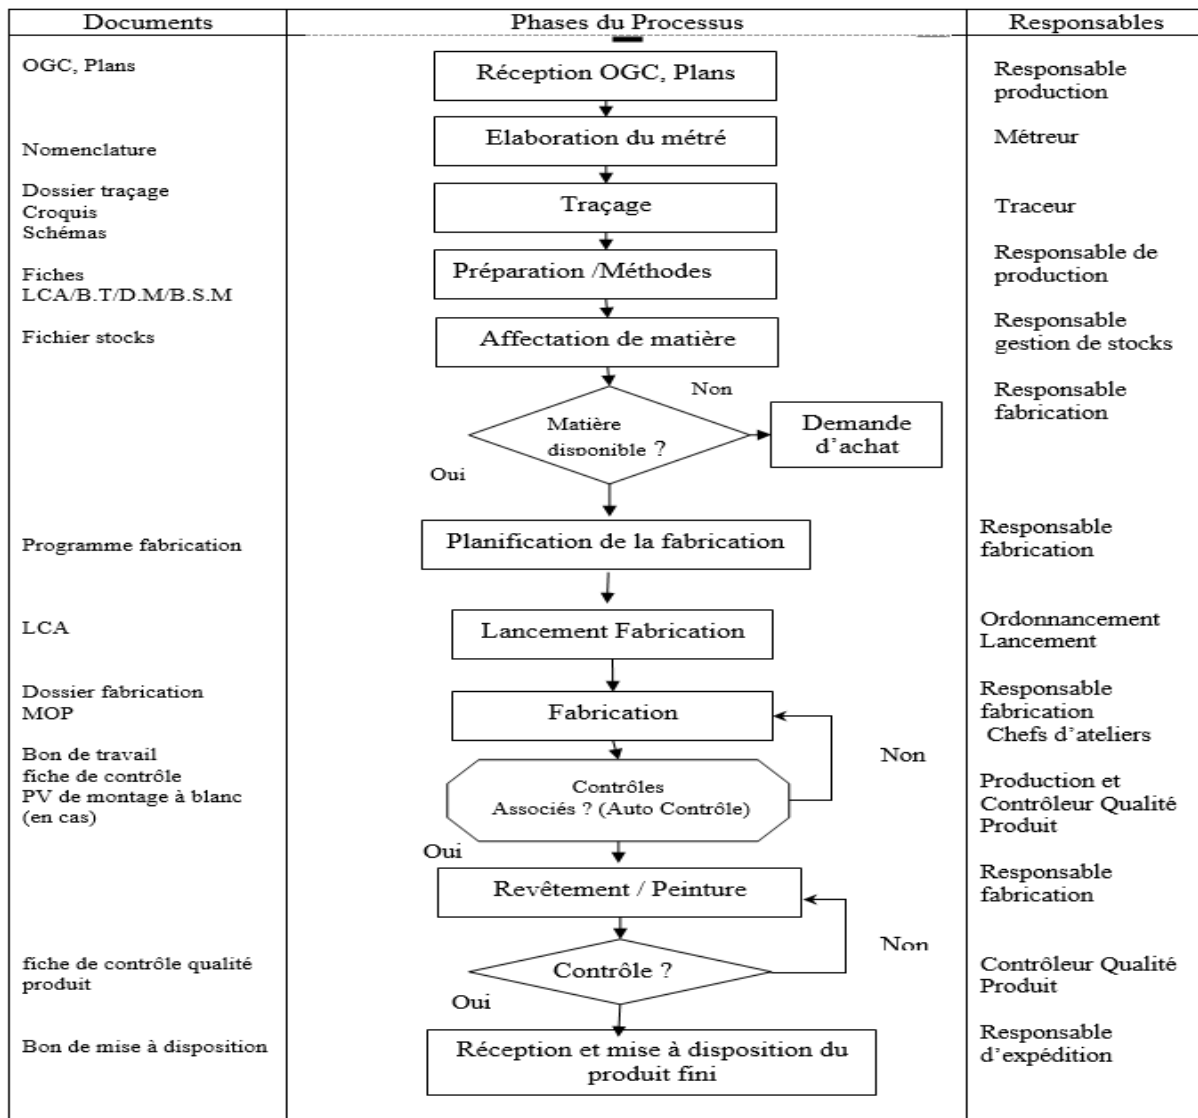 Documents
Phases du Processus
Responsables
OGC, Plans
Réception OGC, Plans
Responsable
production
Nomenclature
Elaboration du métré
Métreur
Dossier traçage
Croquis
Schémas
Traçage
Traceur
Fiches
LCA/B.T/D.M/B.S.M
Préparation /Méthodes
Responsable de
production
Fichier stocks
Affectation de matière
Responsable
gestion de stocks
Non
Matière
disponible ?
Demande
d'achat
Responsable
fabrication
Oui
Programme fabrication
Planification de la fabrication
Responsable
fabrication
LCA
Lancement Fabrication
Ordonnancement
Lancement
Dossier fabrication
MOP
Fabrication
Responsable
fabrication
Chefs d'ateliers
Non
Bon de travail
fiche de contrôle
PV de montage à blanc
(en cas)
Contrôles
Associés ? (Auto Contrôle)
Production et
Contrôleur Qualité
Produit
Oui
Revêtement / Peinture
Responsable
fabrication
Non
fiche de contrôle qualité
produit
Contrôle ?
Contrôleur Qualité
Produit
Oui
Bon de mise à disposition
Réception et mise à disposition du
produit fini
Responsable
d'expédition